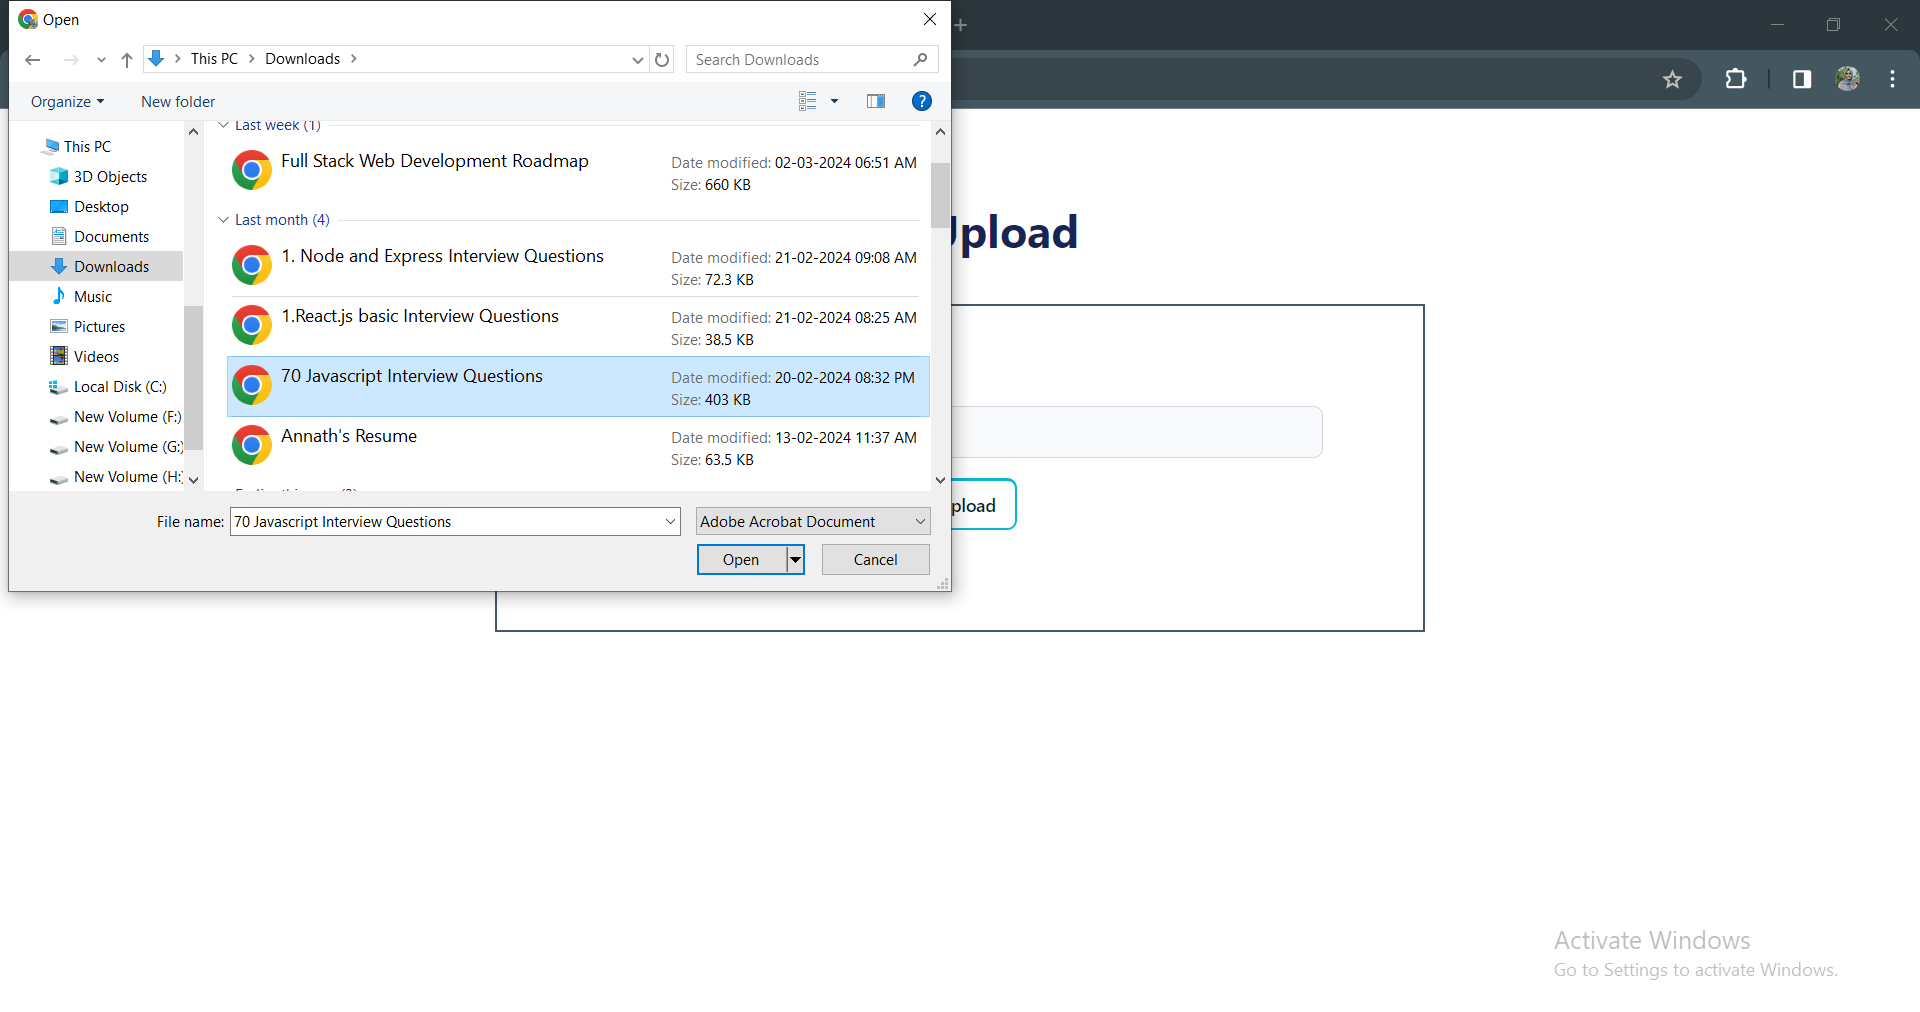 Open
This PC
Downloads
Search Downloads
Organize
New folder
This PC
3D Objects
Desktop
Documents
Downloads
Music
Pictures
Videos
Local Disk (C:)
New Volume (F:)
New Volume (G:)
New Volume (H:)
Last week (1)
Full Stack Web Development Roadmap
Date modified: 02-03-2024 06:51 AM
Size: 660 KB
Last month (4)
1. Node and Express Interview Questions
Date modified: 21-02-2024 09:08 AM
Size: 72.3 KB
1.React.js basic Interview Questions
Date modified: 21-02-2024 08:25 AM
Size: 38.5 KB
70 Javascript Interview Questions
Date modified: 20-02-2024 08:32 PM
Size: 403 KB
Annath's Resume
Date modified: 13-02-2024 11:37 AM
Size: 63.5 KB
File name: 70 Javascript Interview Questions
Adobe Acrobat Document
Open
Cancel
pload
pload
Activate Windows
Go to Settings to activate Windows.